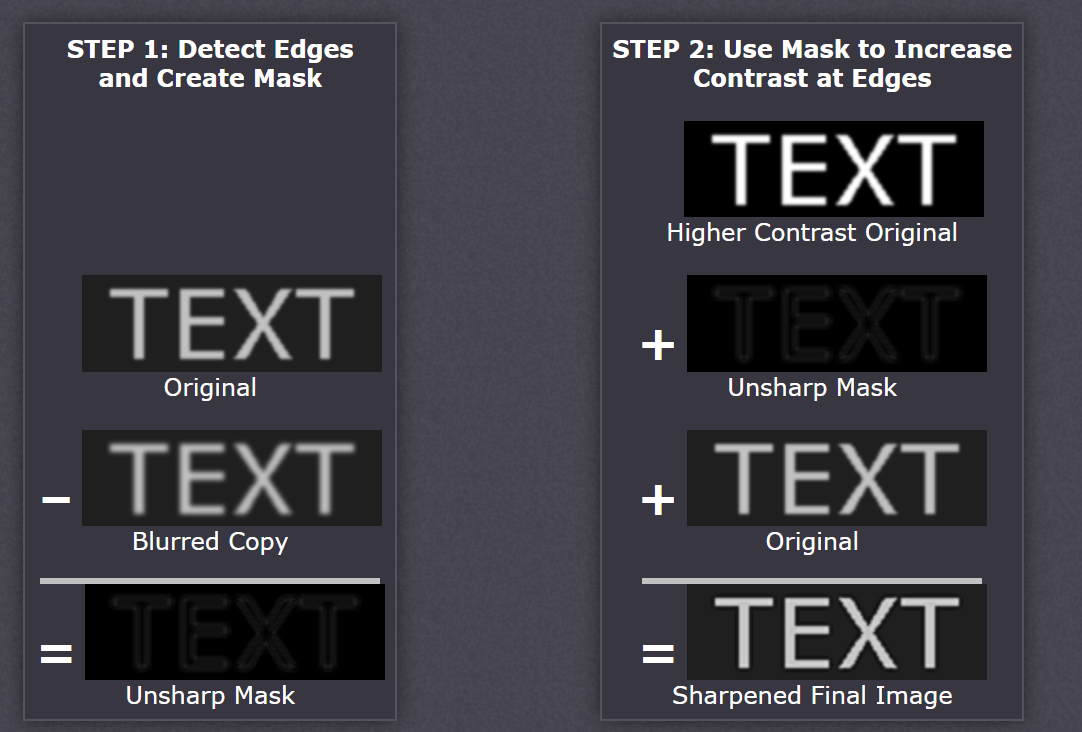 STEP 1: Detect Edges
and Create Mask
TEXT
Original
−
TEXT
Blurred Copy
=
TEXT
Unsharp Mask
STEP 2: Use Mask to Increase
Contrast at Edges
TEXT
Higher Contrast Original
+
TEXT
Unsharp Mask
+
TEXT
Original
=
TEXT
Sharpened Final Image